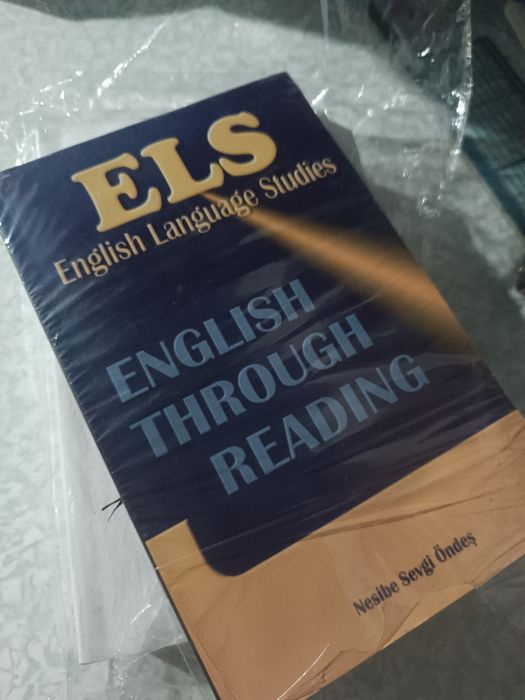 ELS
English Language Studies
ENGLISH
THROUGH
READING
Nesibe Sevgi Öndeş